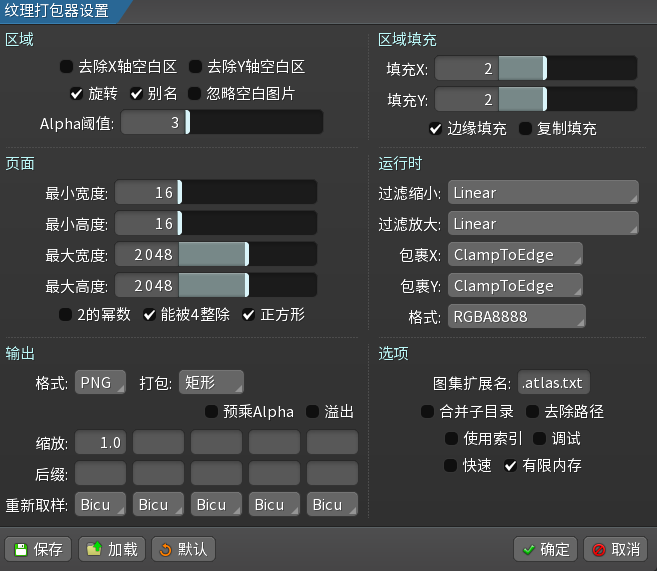 纹理打包器设置
区域
去除X轴空白区 去除Y轴空白区
旋转 别名 忽略空白图片
Alpha阈值: 3
区域填充
填充X: 2
填充Y: 2
边缘填充 复制填充
页面
最小宽度: 16
最小高度: 16
最大宽度: 2048
最大高度: 2048
2的幂数 能被4整除 正方形
运行时
过滤缩小: Linear
过滤放大: Linear
包裹X: ClampToEdge
包裹Y: ClampToEdge
格式: RGBA8888
输出
格式: PNG 打包: 矩形
预乘Alpha 溢出
缩放: 1.0
后缀:
重新取样: Bicu Bicu Bicu Bicu Bicu
选项
图集扩展名: .atlas.txt
合并子目录 去除路径
使用索引 调试
快速 有限内存
保存 加载 默认 确定 取消